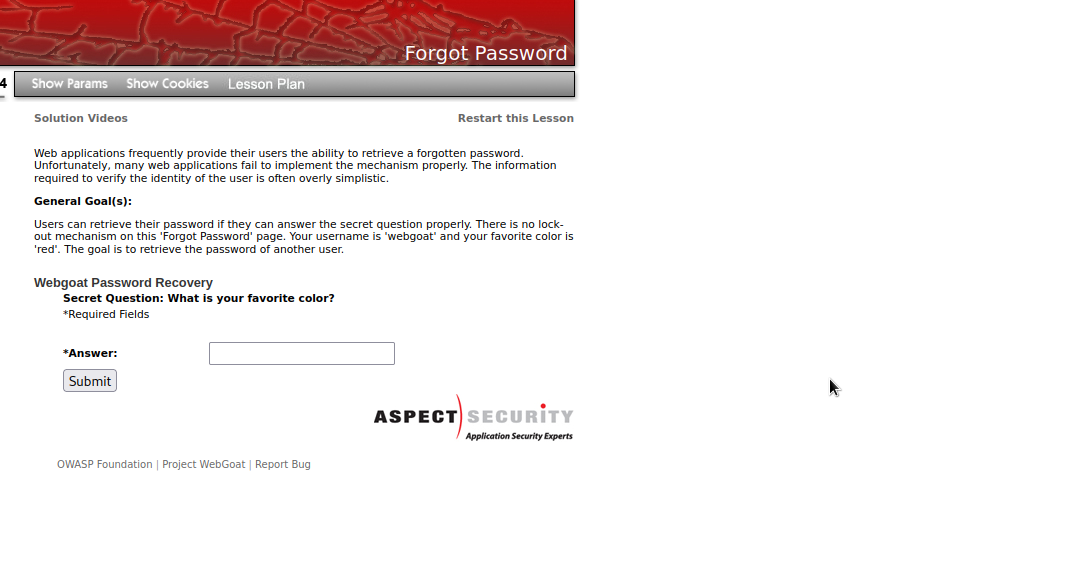 Forgot Password
4
Show Params Show Cookies Lesson Plan
Solution Videos Restart this Lesson
Web applications frequently provide their users the ability to retrieve a forgotten password.
Unfortunately, many web applications fail to implement the mechanism properly. The information
required to verify the identity of the user is often overly simplistic.
General Goal(s):
Users can retrieve their password if they can answer the secret question properly. There is no lock-
out mechanism on this 'Forgot Password' page. Your username is 'webgoat' and your favorite color is
'red'. The goal is to retrieve the password of another user.
Webgoat Password Recovery
Secret Question: What is your favorite color?
*Required Fields
*Answer:
Submit
ASPECT SECURITY
Application Security Experts
OWASP Foundation | Project WebGoat | Report Bug